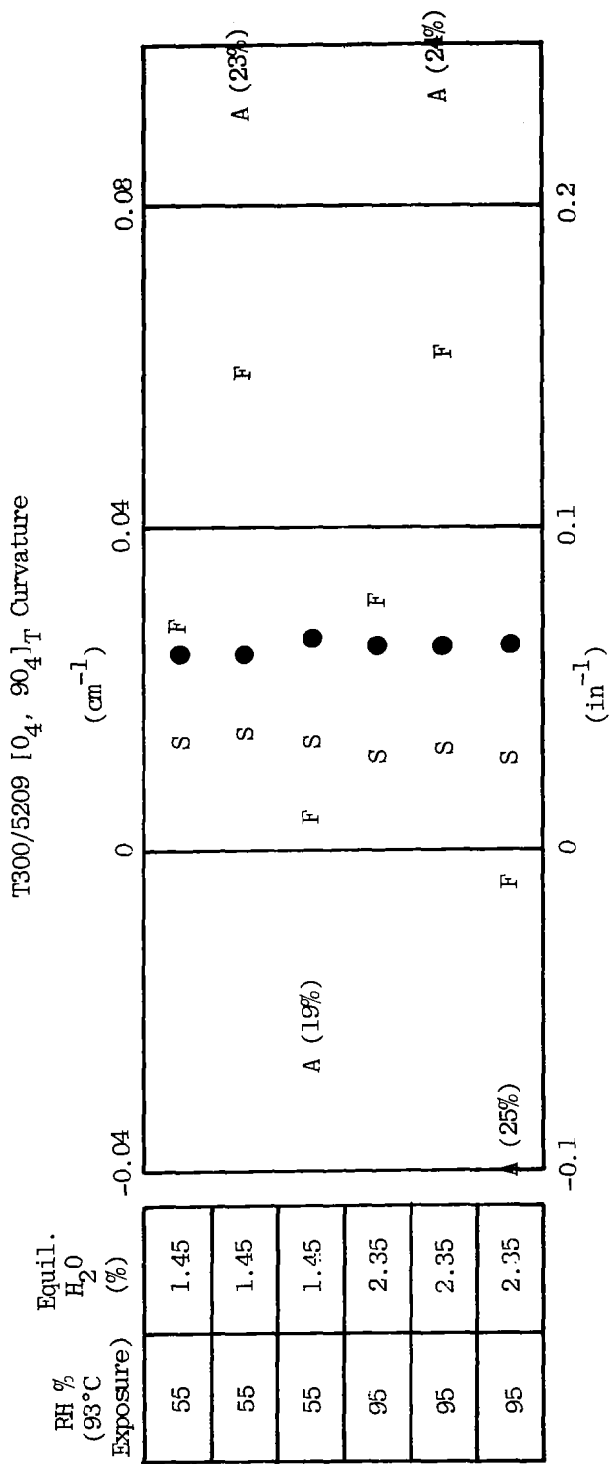 T300/5209 [0₄, 90₄]T Curvature
(cm⁻¹)
RH %
(93°C
Exposure)
Equil.
H₂O
(%)
-0.04 0 0.04 0.08
55 1.45 S F
55 1.45 S F A (23%)
55 1.45 A (19%) F S
95 2.35 S F
95 2.35 S F A (24%)
95 2.35 A (25%) F S
-0.1 0 0.1 0.2
(in⁻¹)